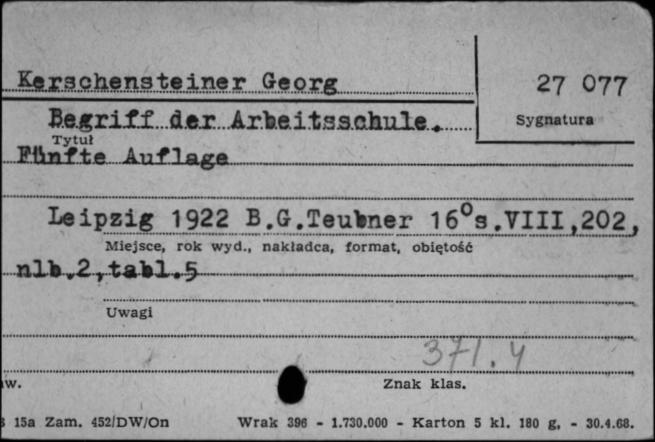 Kerschensteiner Georg
27 077
Sygnatura
Begriff der Arbeitsschule.
Tytuł
Fünfte Auflage
Leipzig 1922 B.G.Teubner 16°s.VIII,202,
Miejsce, rok wyd., nakładca, format, obiętość
nlb.2,tabl.5
Uwagi
371.4
Znak klas.
15a Zam. 452/DW/On Wrak 396 - 1.730.000 - Karton 5 kl. 180 g, - 30.4.68.